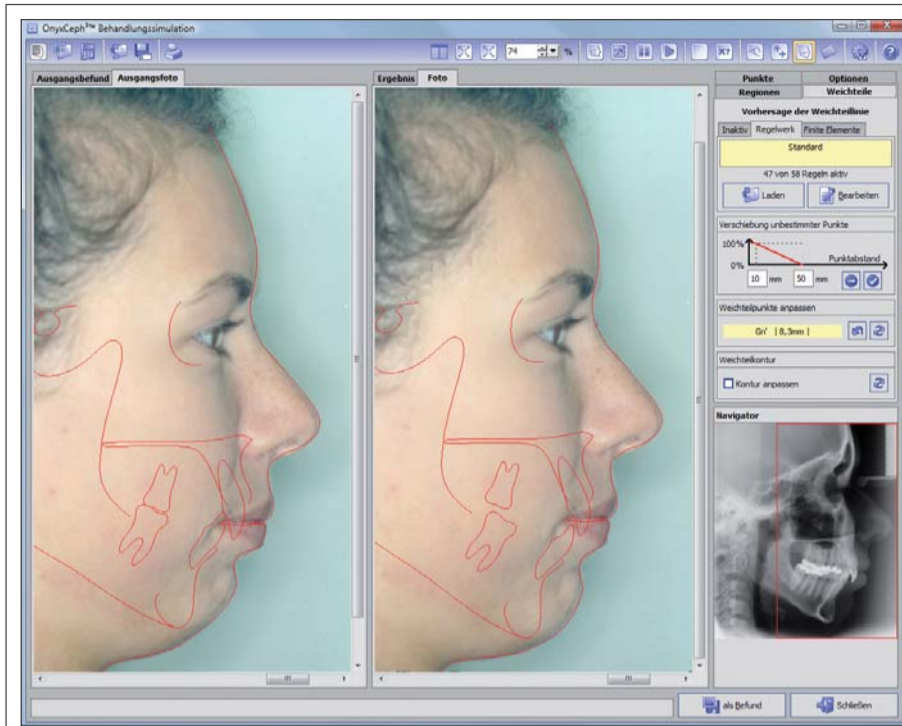 OnyxCeph³™ Behandlungssimulation
74 %
Ausgangsbefund Ausgangsfoto
Ergebnis Foto
Punkte Optionen
Regionen Weichteile
Vorhersage der Weichteillinie
Inaktiv Regelwerk Finite Elemente
Standard
47 von 58 Regeln aktiv
Laden Bearbeiten
Verschiebung unbestimmter Punkte
100%
Punktabstand
0%
10 mm 50 mm
Weichteilpunkte anpassen
Gn' | 8,3mm |
Weichteilkontur
Kontur anpassen
Navigator
als Befund Schließen